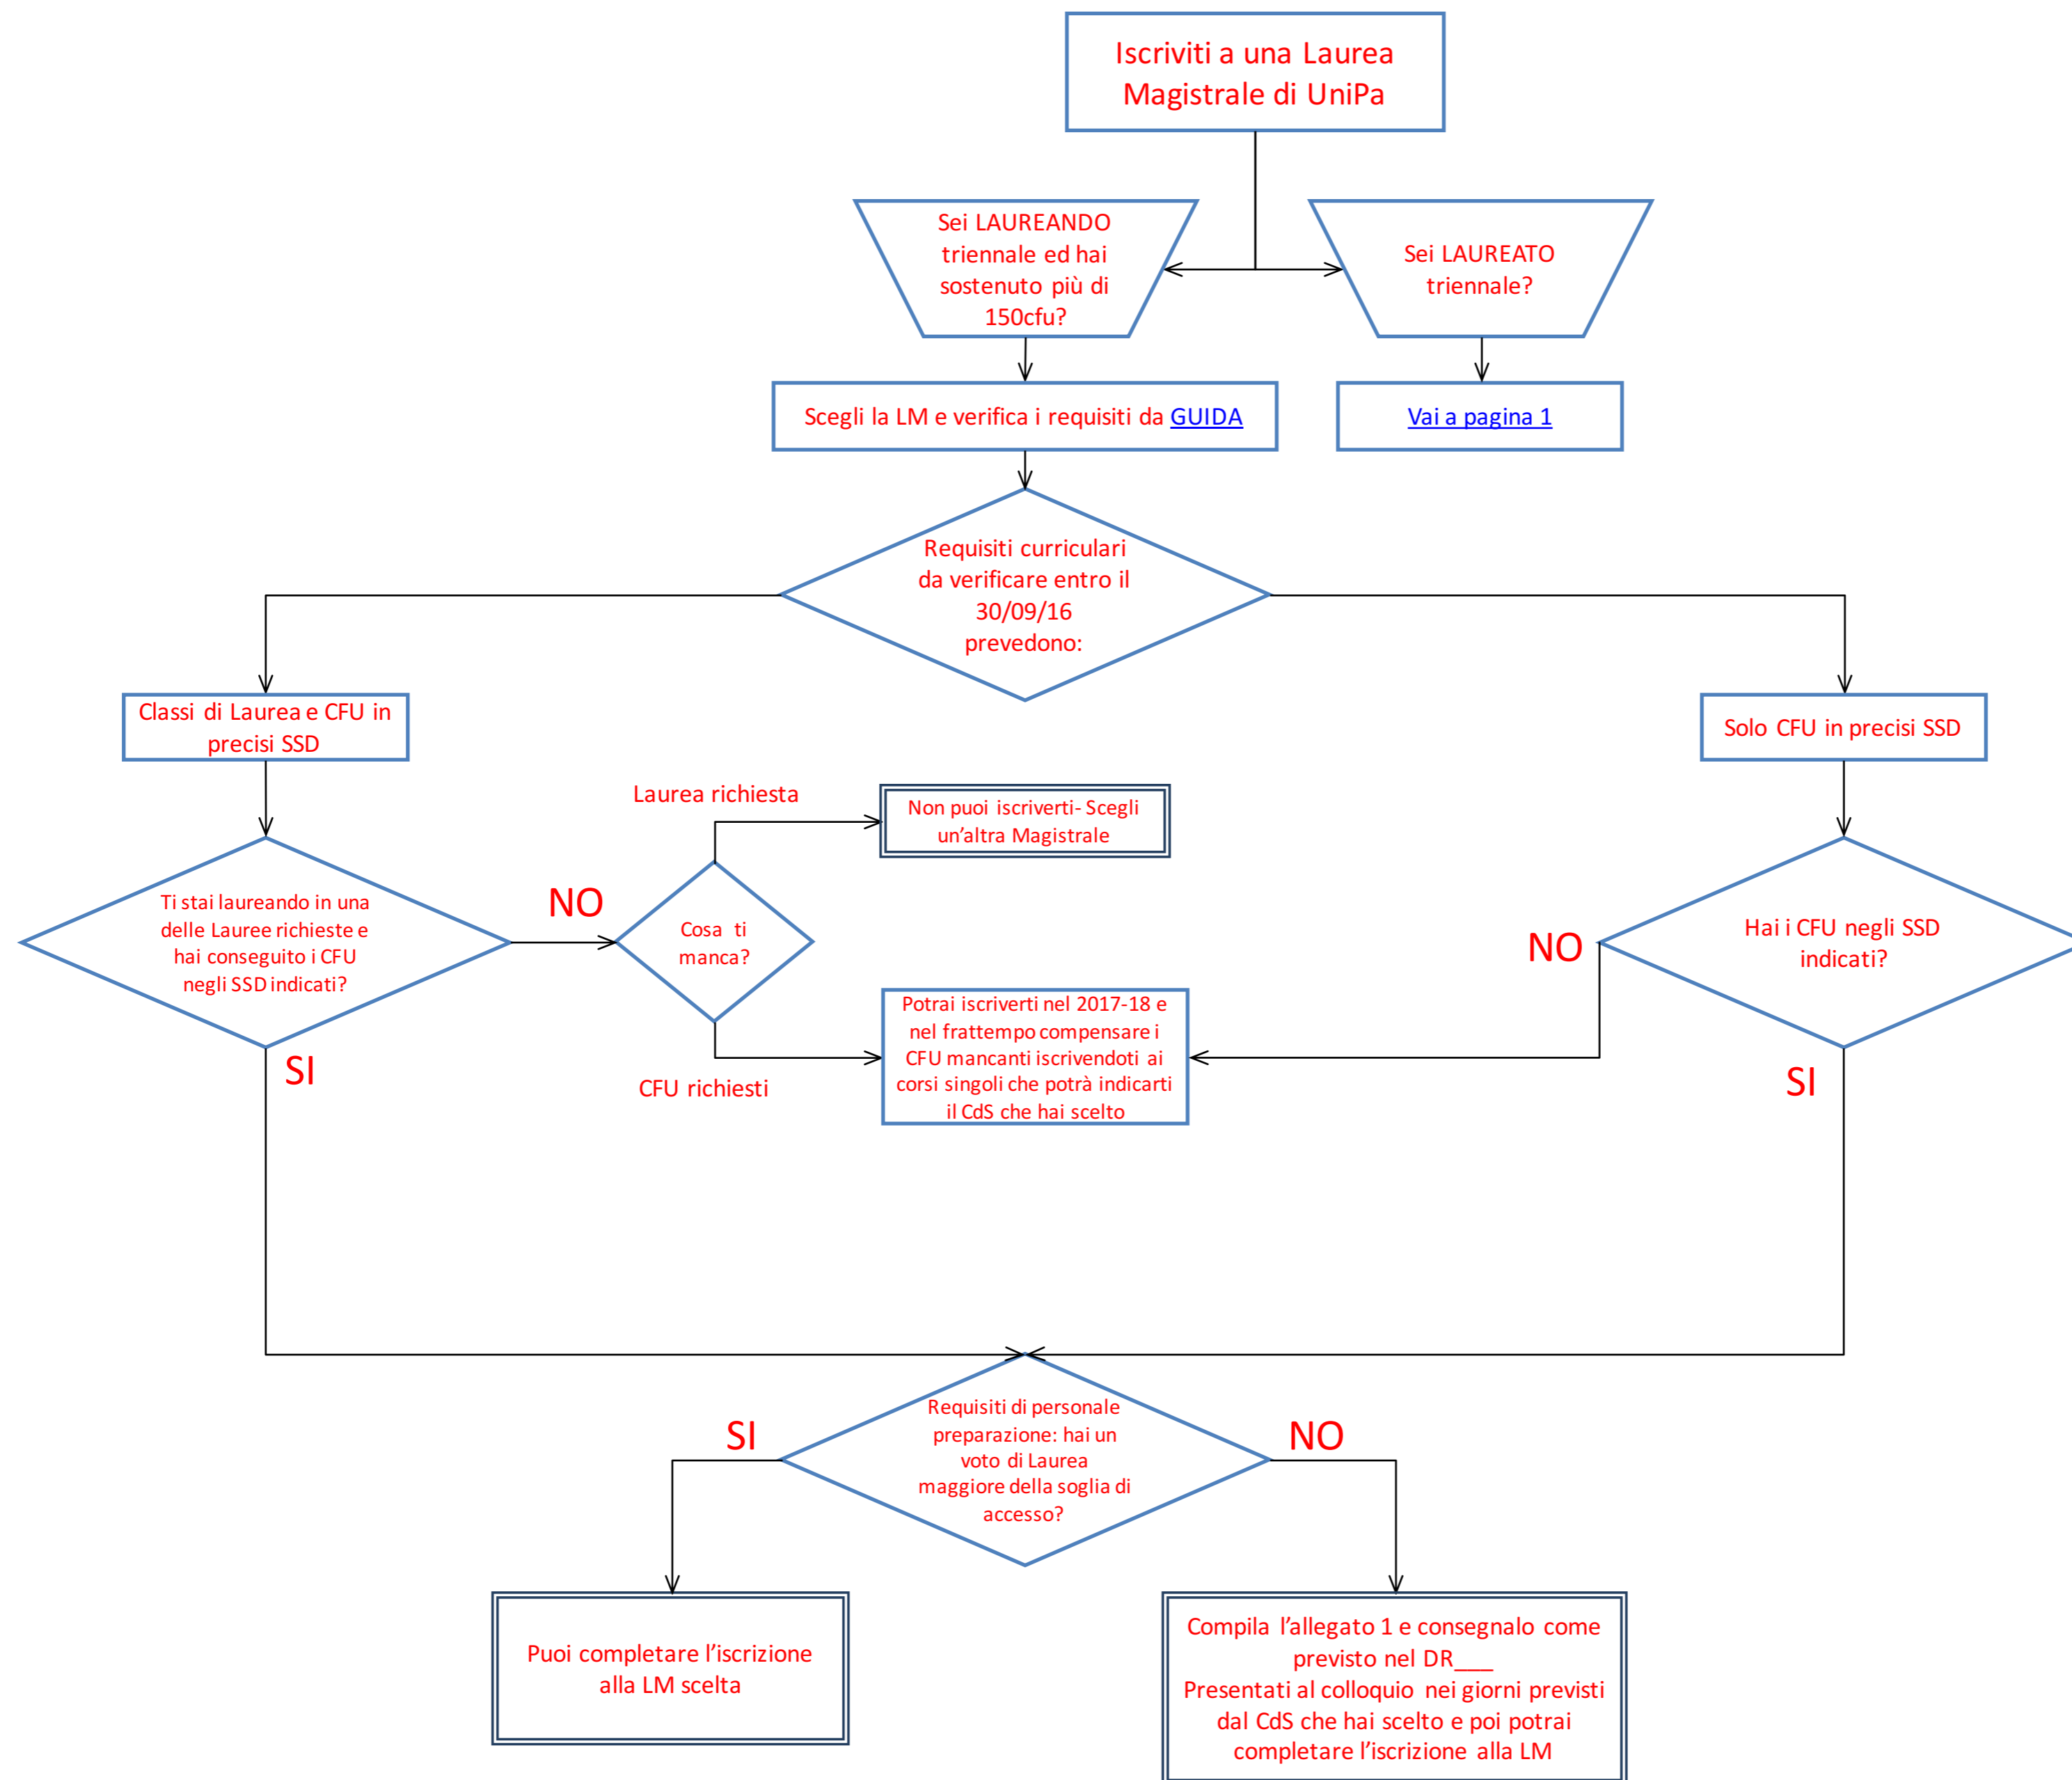 Iscriviti a una Laurea
Magistrale di UniPa
Sei LAUREANDO
triennale ed hai
sostenuto più di
150cfu?
Sei LAUREATO
triennale?
Scegli la LM e verifica i requisiti da GUIDA
Vai a pagina 1
Requisiti curriculari
da verificare entro il
30/09/16
prevedono:
Classi di Laurea e CFU in
precisi SSD
Solo CFU in precisi SSD
Laurea richiesta
Non puoi iscriverti- Scegli
un’altra Magistrale
Ti stai laureando in una
delle Lauree richieste e
hai conseguito i CFU
negli SSD indicati?
NO
Cosa ti
manca?
NO
Hai i CFU negli SSD
indicati?
Potrai iscriverti nel 2017-18 e
nel frattempo compensare i
CFU mancanti iscrivendoti ai
corsi singoli che potrà indicarti
il CdS che hai scelto
SI
CFU richiesti
SI
Requisiti di personale
preparazione: hai un
voto di Laurea
maggiore della soglia di
accesso?
SI
NO
Puoi completare l’iscrizione
alla LM scelta
Compila l’allegato 1 e consegnalo come
previsto nel DR___
Presentati al colloquio nei giorni previsti
dal CdS che hai scelto e poi potrai
completare l’iscrizione alla LM